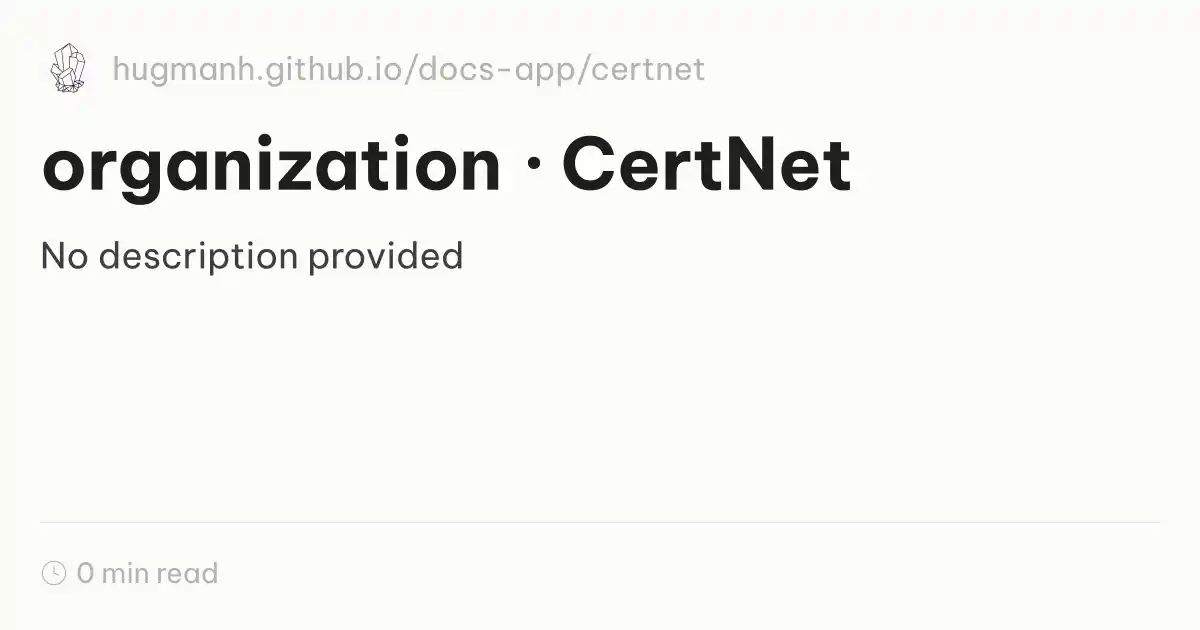 hugmanh.github.io/docs-app/certnet
organization · CertNet
No description provided
0 min read